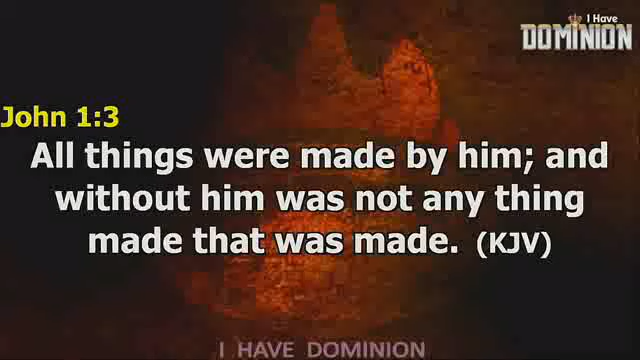 I Have
DOMINION
John 1:3
All things were made by him; and
without him was not any thing
made that was made. (KJV)
I HAVE DOMINION